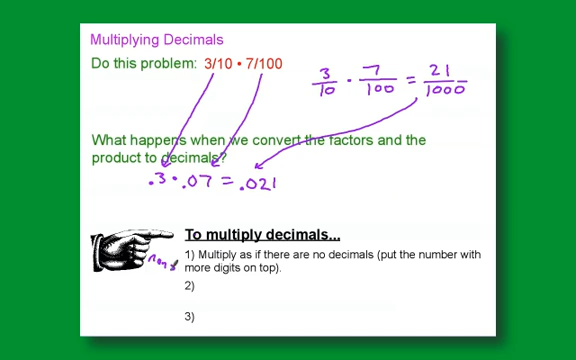 Multiplying Decimals
Do this problem: 3/10 • 7/100
3/10 · 7/100 = 21/1000
What happens when we convert the factors and the
product to decimals?
.3 · .07 = .021
To multiply decimals...
1) Multiply as if there are no decimals (put the number with
more digits on top).
2)
3)